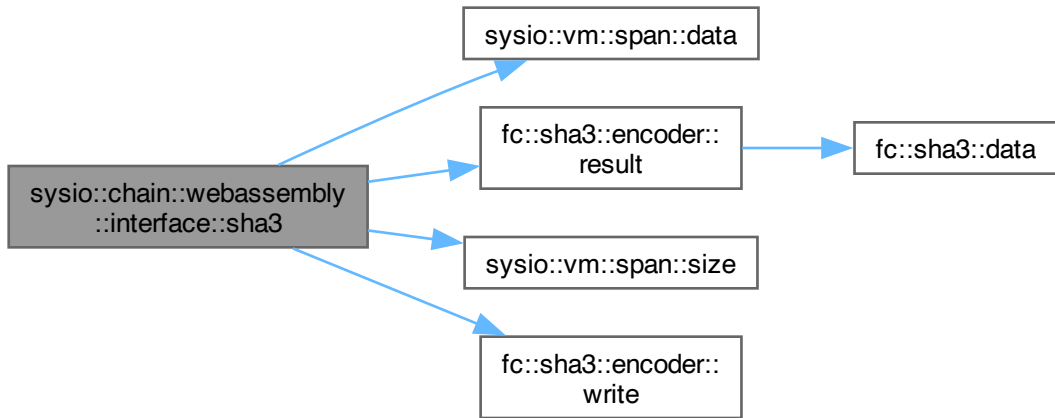 sysio::vm::span::data
fc::sha3::encoder::
result
fc::sha3::data
sysio::chain::webassembly
::interface::sha3
sysio::vm::span::size
fc::sha3::encoder::
write